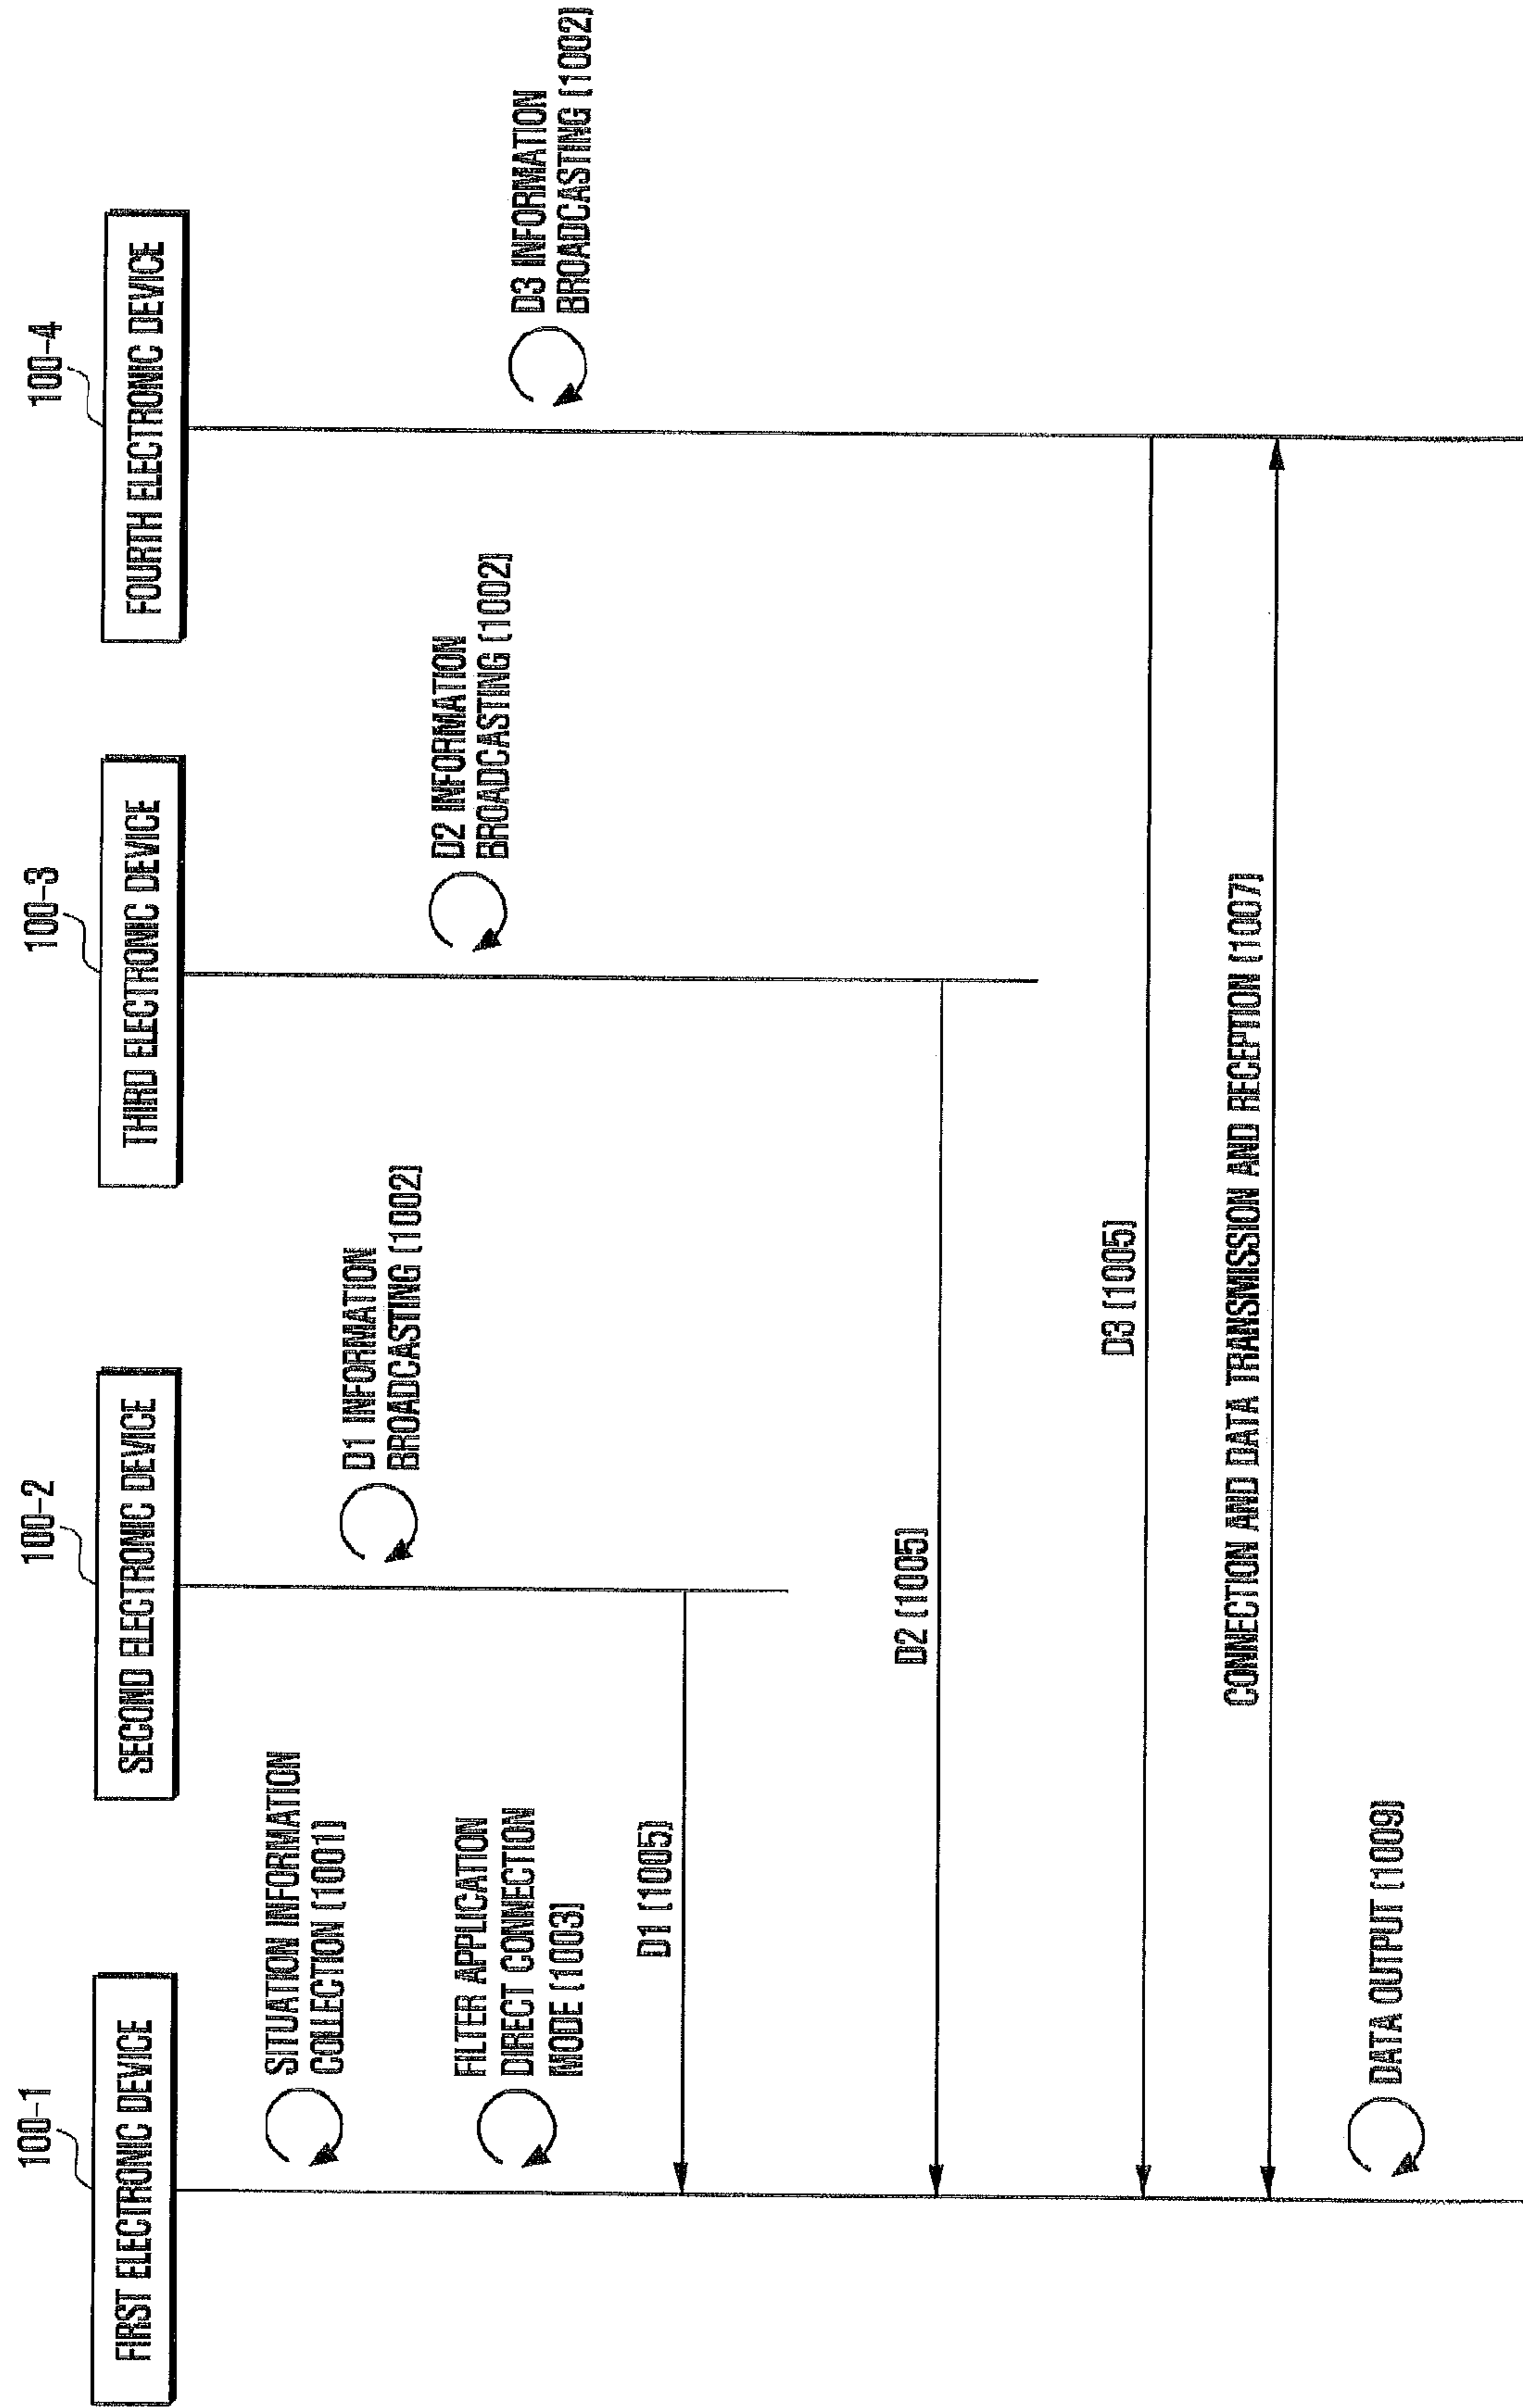 100-1
FIRST ELECTRONIC DEVICE
100-2
SECOND ELECTRONIC DEVICE
100-3
THIRD ELECTRONIC DEVICE
100-4
FOURTH ELECTRONIC DEVICE
SITUATION INFORMATION
COLLECTION (1001)
D1 INFORMATION
BROADCASTING (1002)
D2 INFORMATION
BROADCASTING (1002)
D3 INFORMATION
BROADCASTING (1002)
FILTER APPLICATION
DIRECT CONNECTION
MODE (1003)
D1 (1005)
D2 (1005)
D3 (1005)
CONNECTION AND DATA TRANSMISSION AND RECEPTION (1007)
DATA OUTPUT (1009)